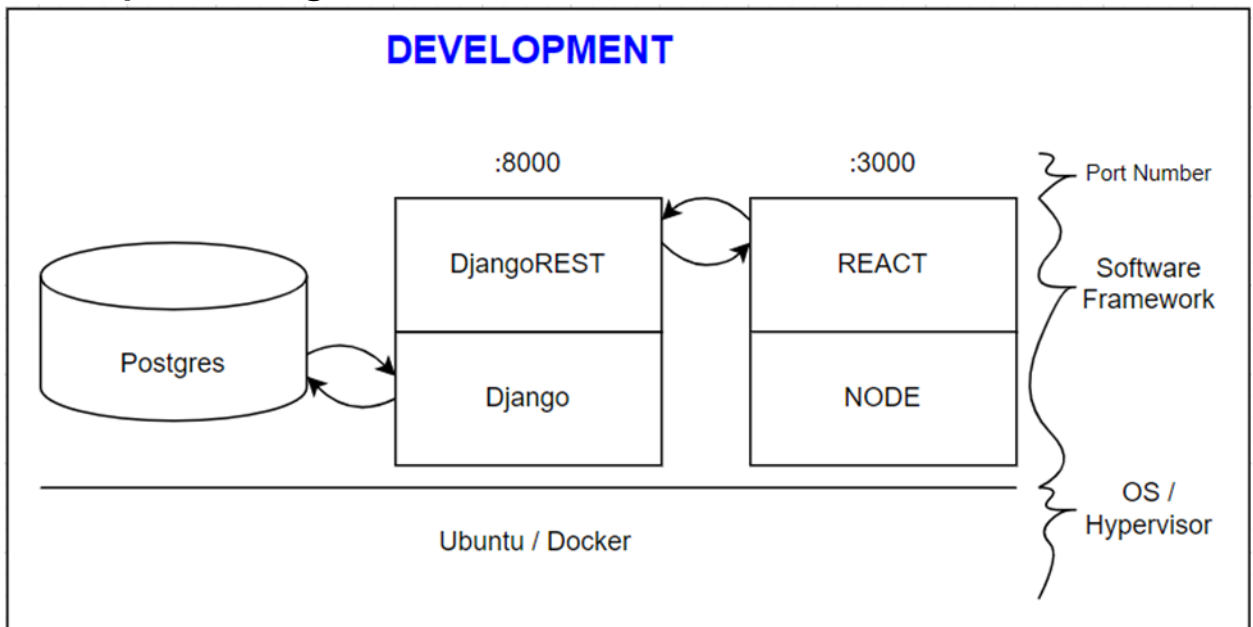 DEVELOPMENT
:8000
:3000
Port Number
DjangoREST
REACT
Software
Framework
Postgres
Django
NODE
OS /
Hypervisor
Ubuntu / Docker